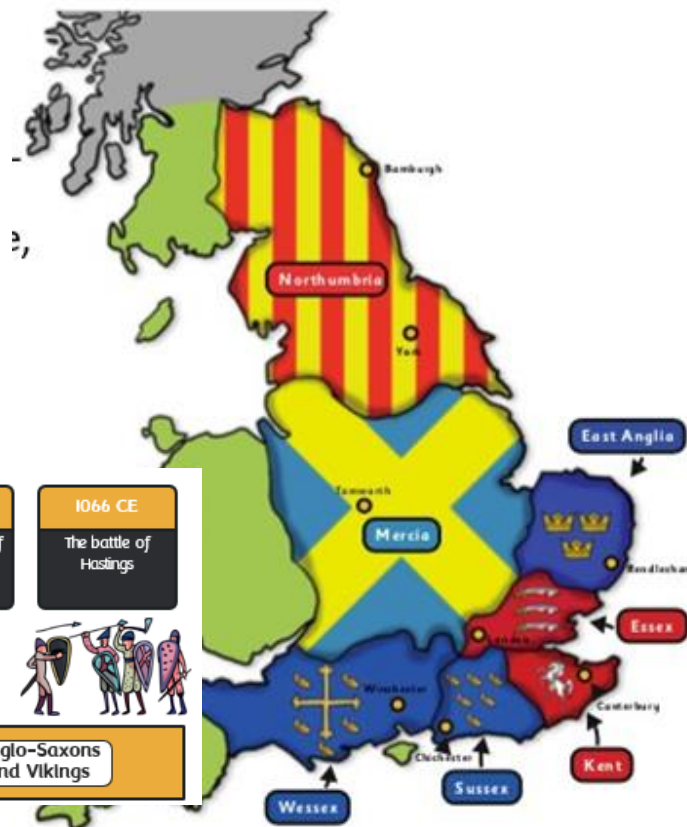 e,
Bamburgh
Northumbria
York
East Anglia
Tamworth
Mercia
Rendlesham
Essex
London
Winchester
Canterbury
Chichester
Kent
Sussex
Wessex
f
1066 CE
The battle of
Hastings
glo-Saxons
nd Vikings